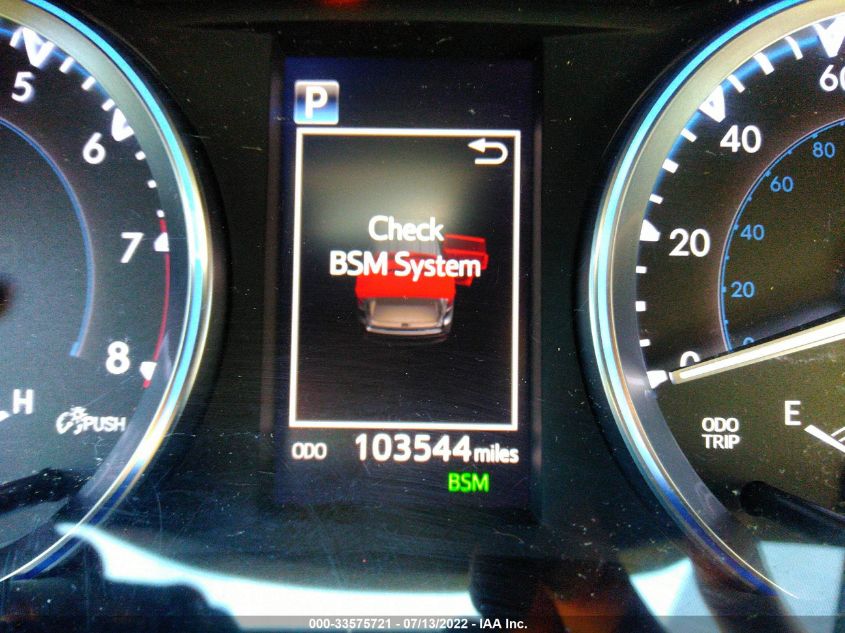 5
6
7
8
H
PUSH
P
Check
BSM System
ODO 103544 miles
BSM
60
40
20
0
80
60
40
20
0
ODO
TRIP
E
000-33575721 - 07/13/2022 - IAA Inc.